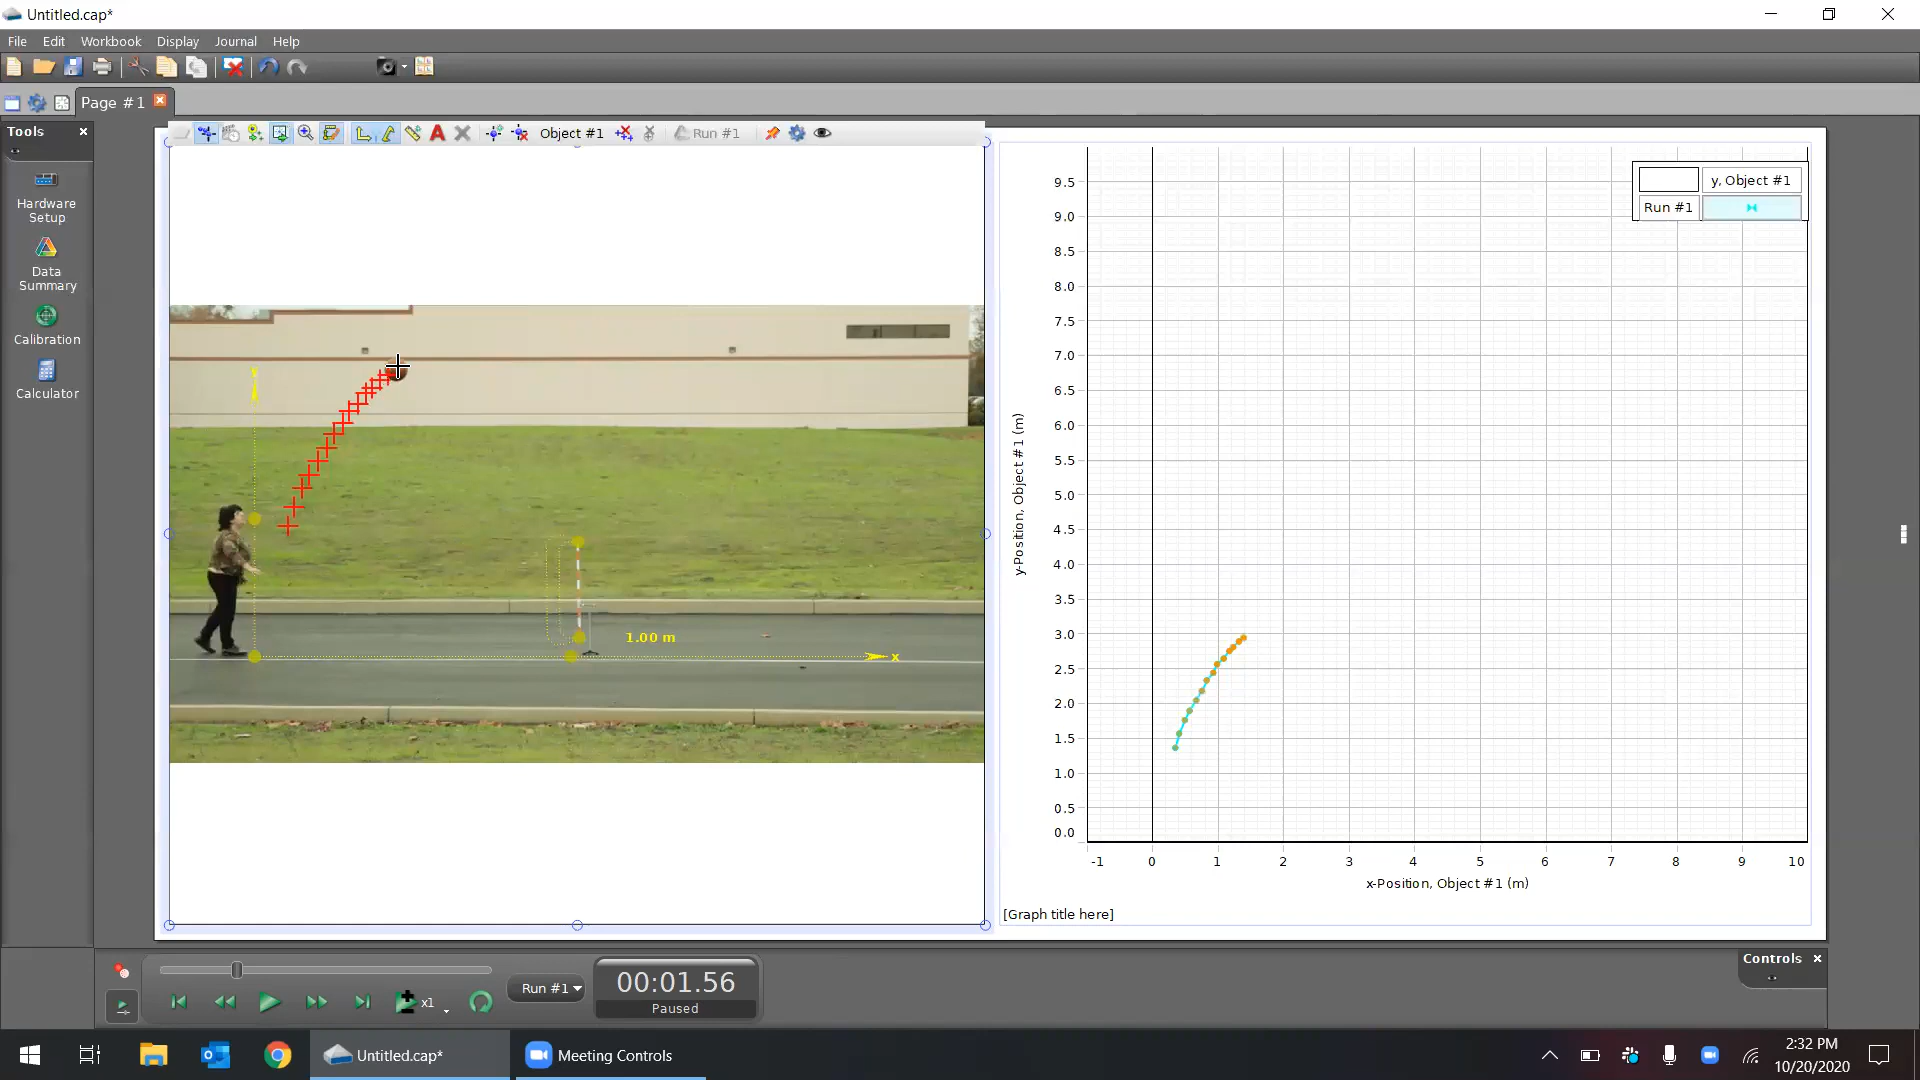 Untitled.cap*
File Edit Workbook Display Journal Help
Page #1
Tools
Object #1
Run #1
Hardware
Setup
Data
Summary
Calibration
Calculator
x
1.00 m
y, Object #1
Run #1
9.5
9.0
8.5
8.0
7.5
7.0
6.5
6.0
5.5
5.0
4.5
4.0
3.5
3.0
2.5
2.0
1.5
1.0
0.5
0.0
y-Position, Object #1 (m)
-1 0 1 2 3 4 5 6 7 8 9 10
x-Position, Object #1 (m)
[Graph title here]
Controls
x1
Run #1
00:01.56
Paused
Untitled.cap*
Meeting Controls
2:32 PM
10/20/2020